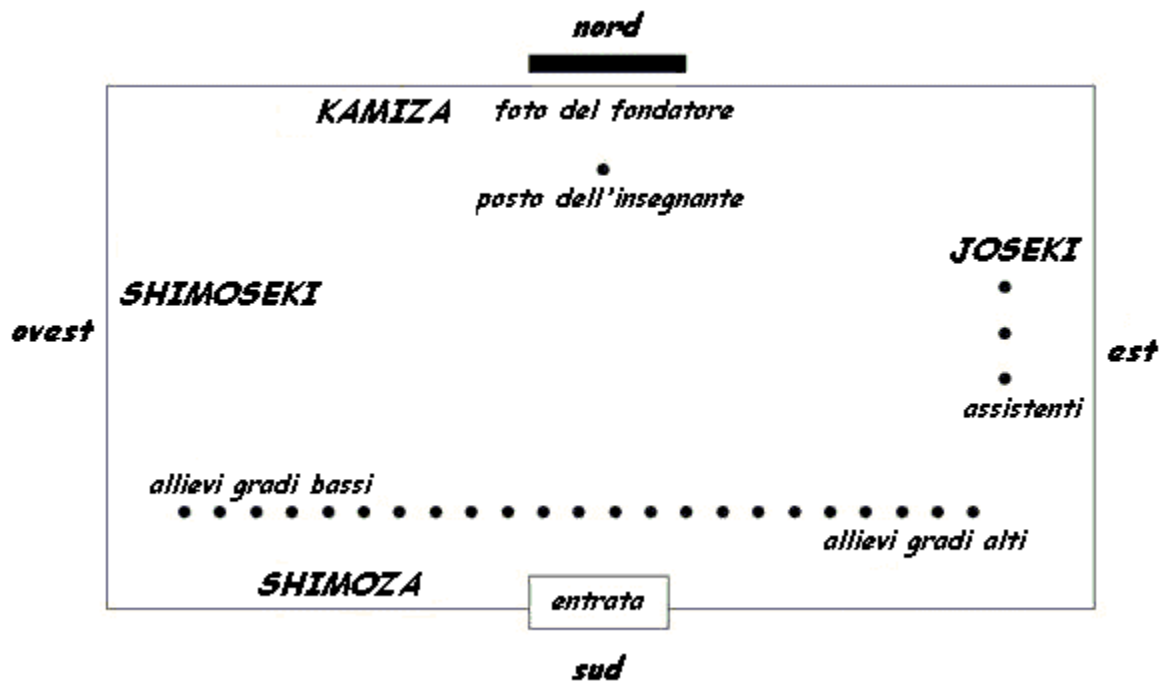 nord
KAMIZA foto del fondatore
posto dell'insegnante
JOSEKI
SHIMOSEKI
ovest
est
assistenti
allievi gradi bassi
allievi gradi alti
SHIMOZA
entrata
sud